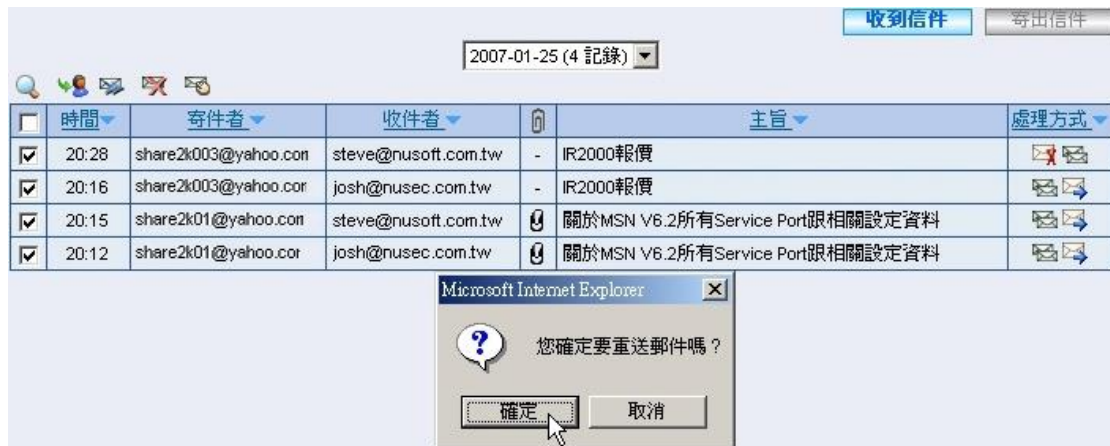 收到信件 寄出信件
2007-01-25 (4 記錄)
時間 寄件者 收件者 主旨 處理方式
20:28 share2k003@yahoo.com steve@nusoft.com.tw - IR2000報價
20:16 share2k003@yahoo.com josh@nusec.com.tw - IR2000報價
20:15 share2k01@yahoo.com steve@nusoft.com.tw 關於MSN V6.2所有Service Port跟相關設定資料
20:12 share2k01@yahoo.com josh@nusec.com.tw 關於MSN V6.2所有Service Port跟相關設定資料
Microsoft Internet Explorer
您確定要重送郵件嗎？
確定 取消